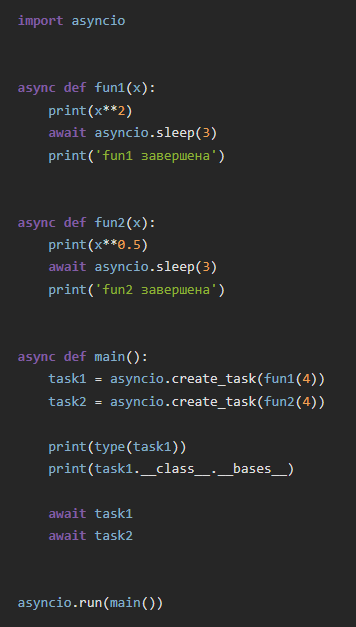 import asyncio
async def fun1(x):
    print(x**2)
    await asyncio.sleep(3)
    print('fun1 завершена')
async def fun2(x):
    print(x**0.5)
    await asyncio.sleep(3)
    print('fun2 завершена')
async def main():
    task1 = asyncio.create_task(fun1(4))
    task2 = asyncio.create_task(fun2(4))
    print(type(task1))
    print(task1.__class__.__bases__)
    await task1
    await task2
asyncio.run(main())